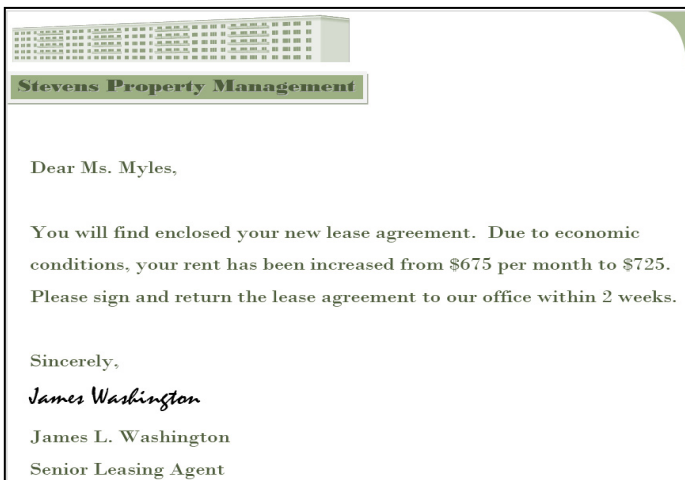 Stevens Property Management
Dear Ms. Myles,
You will find enclosed your new lease agreement.  Due to economic
conditions, your rent has been increased from $675 per month to $725.
Please sign and return the lease agreement to our office within 2 weeks.
Sincerely,
James Washington
James L. Washington
Senior Leasing Agent